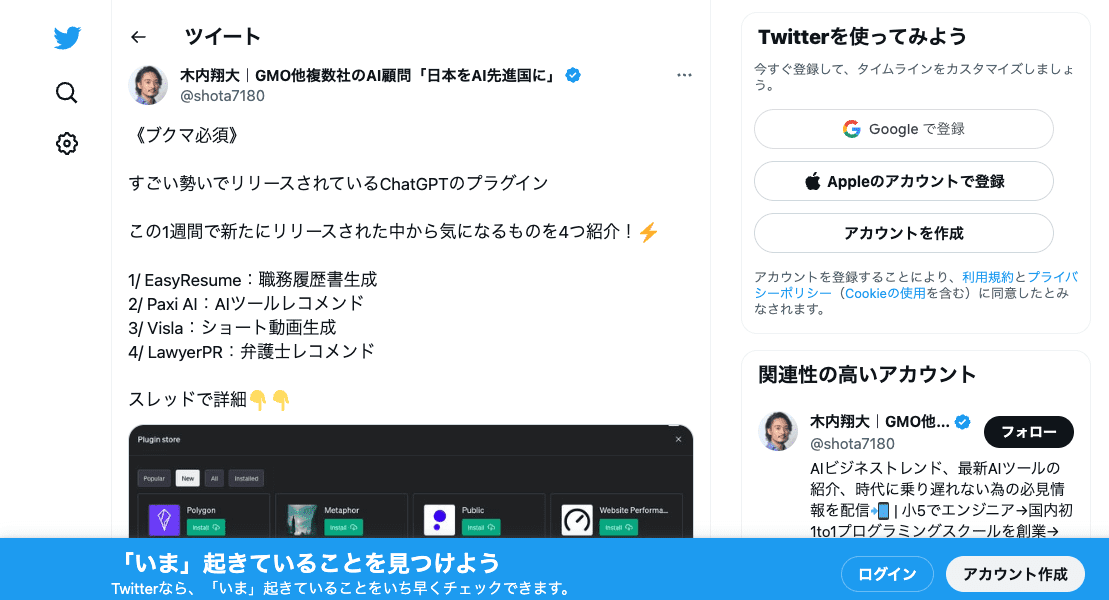 ツイート
木内翔大｜GMO他複数社のAI顧問「日本をAI先進国に」
@shota7180
《ブクマ必須》
すごい勢いでリリースされているChatGPTのプラグイン
この1週間で新たにリリースされた中から気になるものを4つ紹介！⚡
1/ EasyResume：職務履歴書生成
2/ Paxi AI：AIツールレコメンド
3/ Visla：ショート動画生成
4/ LawyerPR：弁護士レコメンド
スレッドで詳細👇👇
Plugin store
Popular New All Installed
Polygon Metaphor Public Website Performa...
Install Install Install Install
Twitterを使ってみよう
今すぐ登録して、タイムラインをカスタマイズしましょ
う。
Google で登録
Appleのアカウントで登録
アカウントを作成
アカウントを登録することにより、利用規約とプライバ
シーポリシー（Cookieの使用を含む）に同意したとみ
なされます。
関連性の高いアカウント
木内翔大｜GMO他...
@shota7180
フォロー
AIビジネストレンド、最新AIツールの
紹介、時代に乗り遅れない為の必見情
報を配信📲 | 小5でエンジニア→国内初
1to1プログラミングスクールを創業→
「いま」起きていることを見つけよう
Twitterなら、「いま」起きていることをいち早くチェックできます。
ログイン
アカウント作成